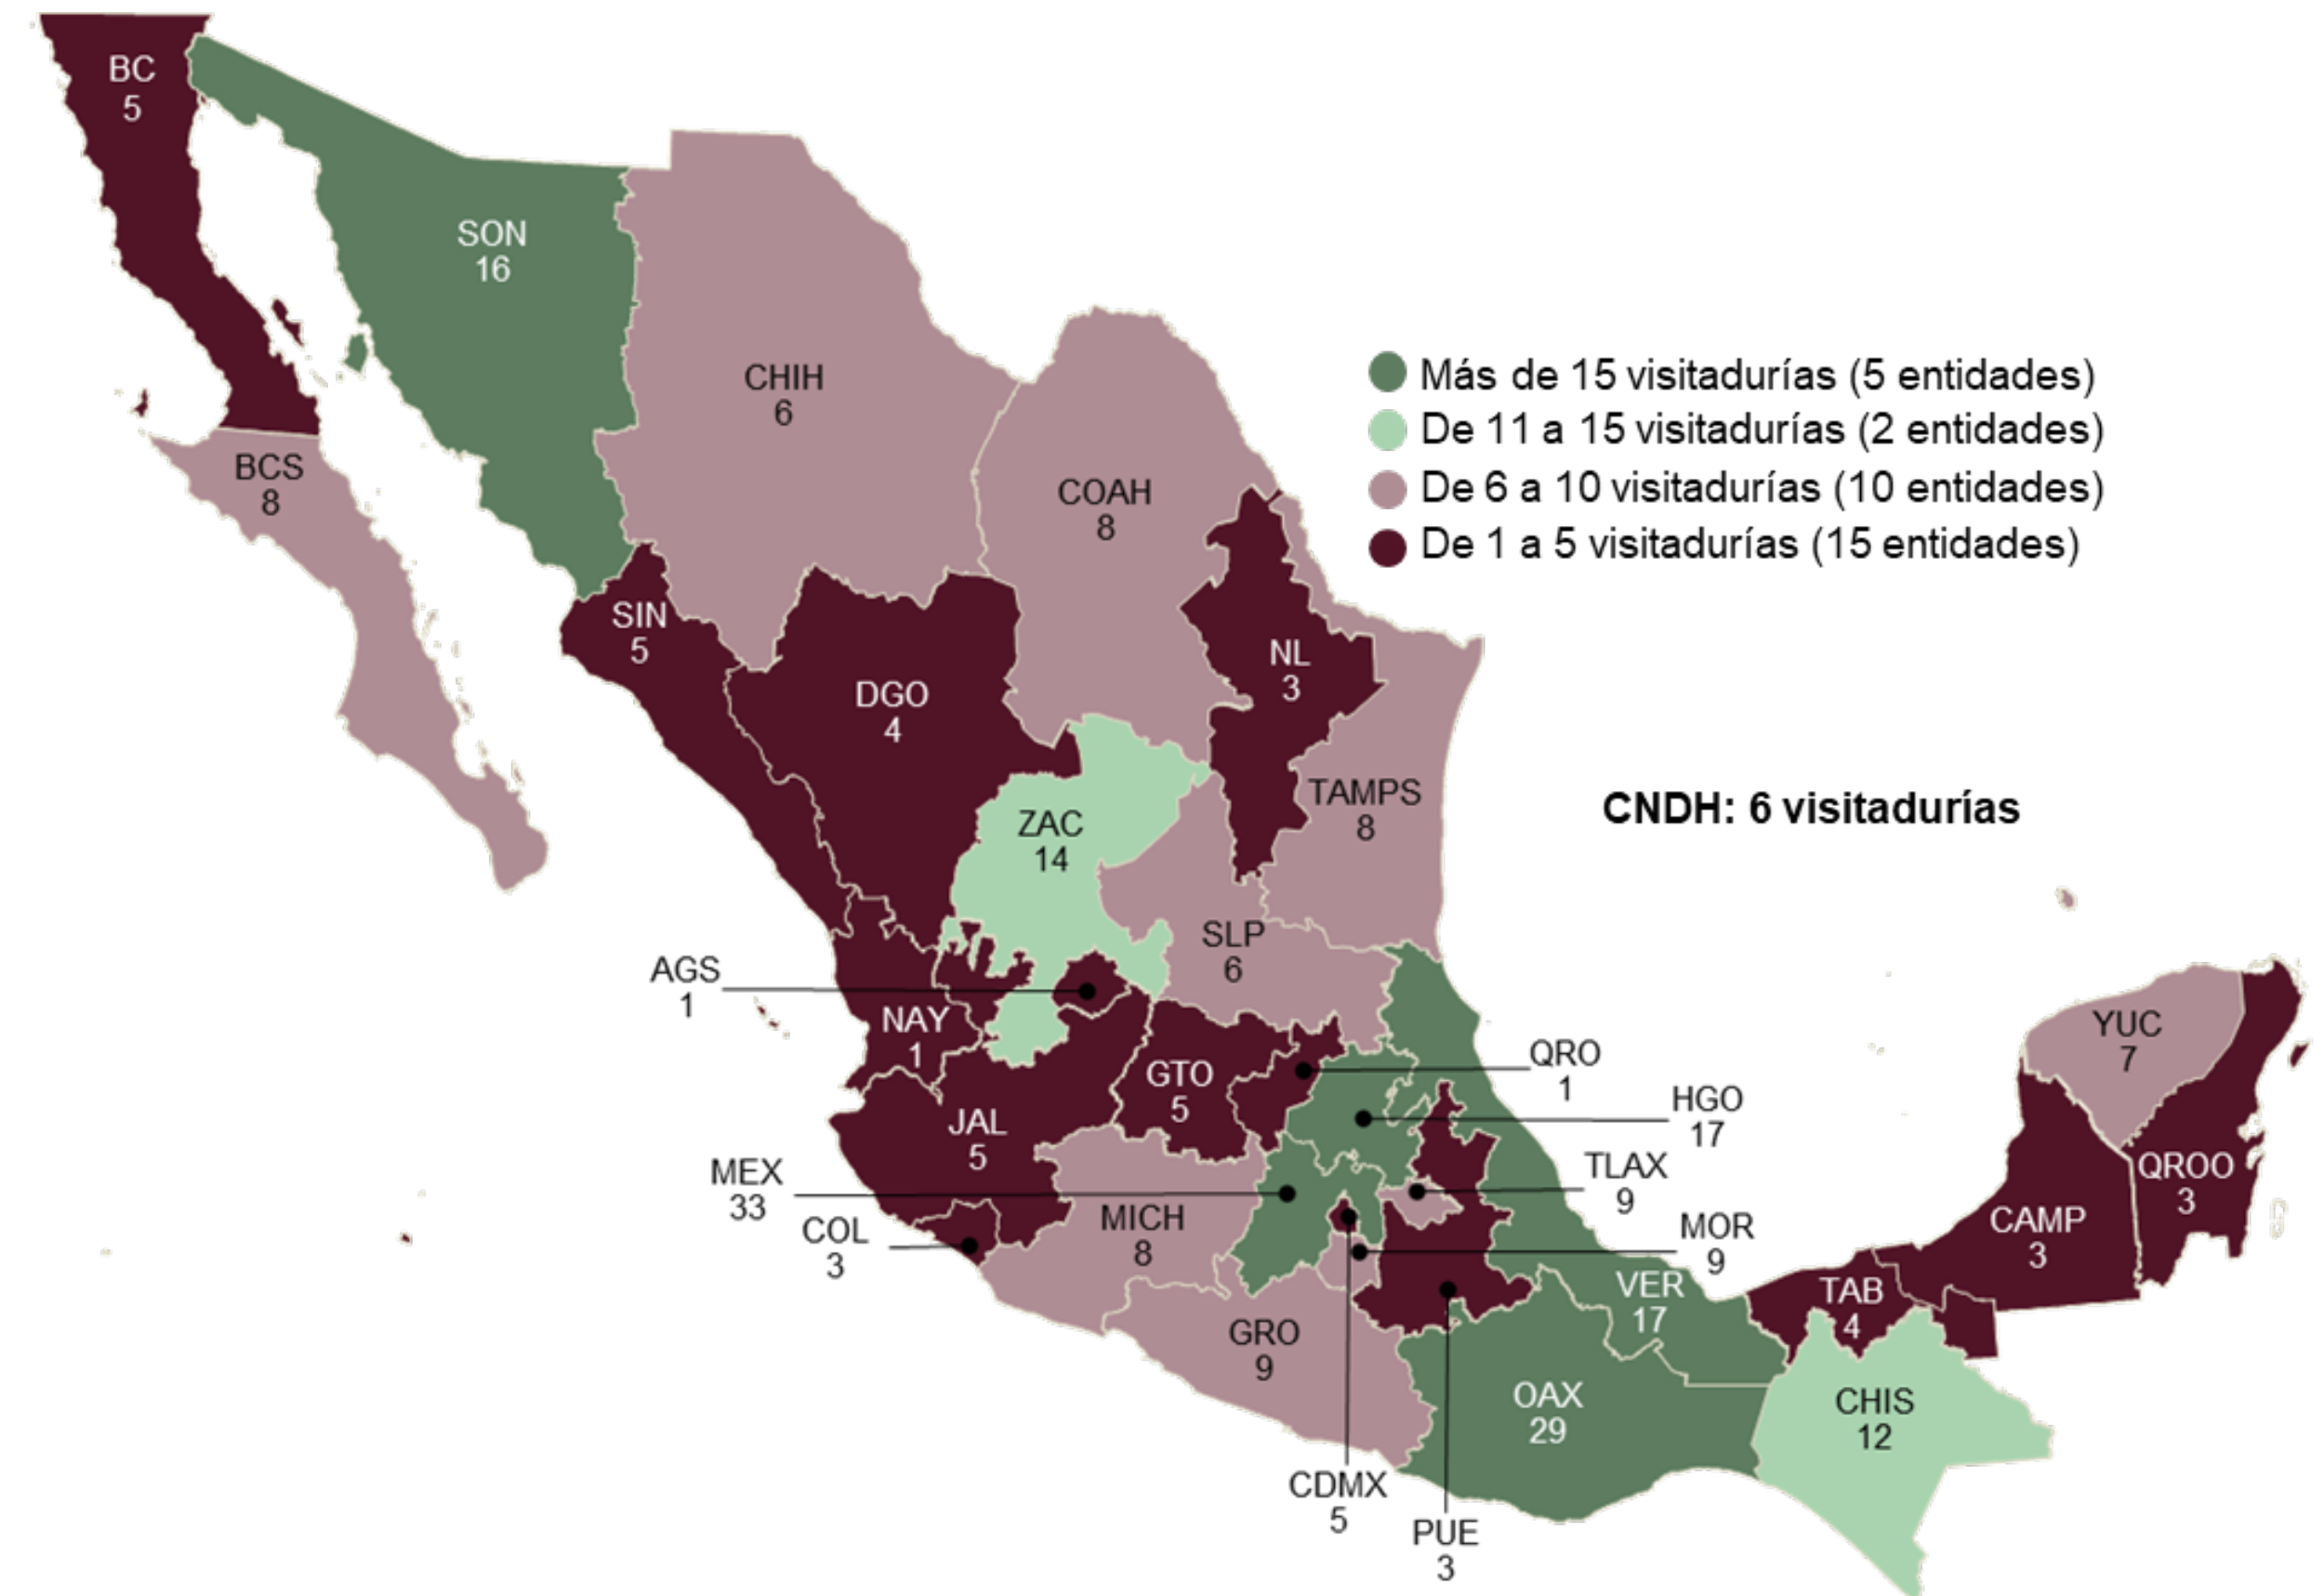 BC
5
SON
16
CHIH
6
Más de 15 visitadurías (5 entidades)
De 11 a 15 visitadurías (2 entidades)
De 6 a 10 visitadurías (10 entidades)
De 1 a 5 visitadurías (15 entidades)
BCS
8
COAH
8
SIN
5
NL
3
DGO
4
TAMPS
8
CNDH: 6 visitadurías
ZAC
14
SLP
6
AGS
1
NAY
1
YUC
7
QRO
1
GTO
5
HGO
17
JAL
5
MEX
33
TLAX
9
QROO
3
MICH
8
COL
3
MOR
9
CAMP
3
VER
17
TAB
4
GRO
9
OAX
29
CHIS
12
CDMX
5
PUE
3